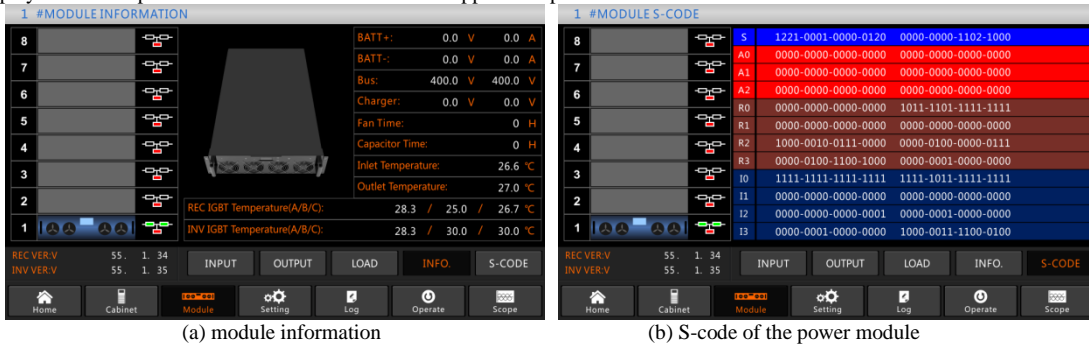 1 #MODULE INFORMATION
8
7
6
5
4
3
2
1
BATT+: 0.0 V 0.0 A
BATT-: 0.0 V 0.0 A
Bus: 400.0 V 400.0 V
Charger: 0.0 V 0.0 V
Fan Time: 0 H
Capacitor Time: 0 H
Inlet Temperature: 26.6 ℃
Outlet Temperature: 27.0 ℃
REC IGBT Temperature(A/B/C): 28.3 / 25.0 / 26.7 ℃
INV IGBT Temperature(A/B/C): 28.3 / 30.0 / 30.0 ℃
REC VER:V 55. 1. 34
INV VER:V 55. 1. 35
INPUT OUTPUT LOAD INFO. S-CODE
Home Cabinet Module Setting Log Operate Scope
(a) module information
1 #MODULE S-CODE
8
7
6
5
4
3
2
1
S 1221-0001-0000-0120 0000-0000-1102-1000
A0 0000-0000-0000-0000 0000-0000-0000-0000
A1 0000-0000-0000-0000 0000-0000-0000-0000
A2 0000-0000-0000-0000 0000-0000-0000-0000
R0 0000-0000-0000-0000 1011-1101-1111-1111
R1 0000-0000-0000-0000 0000-0000-0000-0000
R2 1000-0010-0111-0000 0000-0100-0000-0111
R3 0000-0100-1100-1000 0000-0001-0000-0000
I0 1111-1111-1111-1111 1111-1011-1111-1111
I1 0000-0000-0000-0000 0000-0000-0000-0000
I2 0000-0000-0000-0001 0000-0001-0000-0000
I3 0000-0001-0000-0000 1000-0011-1100-0100
REC VER:V 55. 1. 34
INV VER:V 55. 1. 35
INPUT OUTPUT LOAD INFO. S-CODE
Home Cabinet Module Setting Log Operate Scope
(b) S-code of the power module